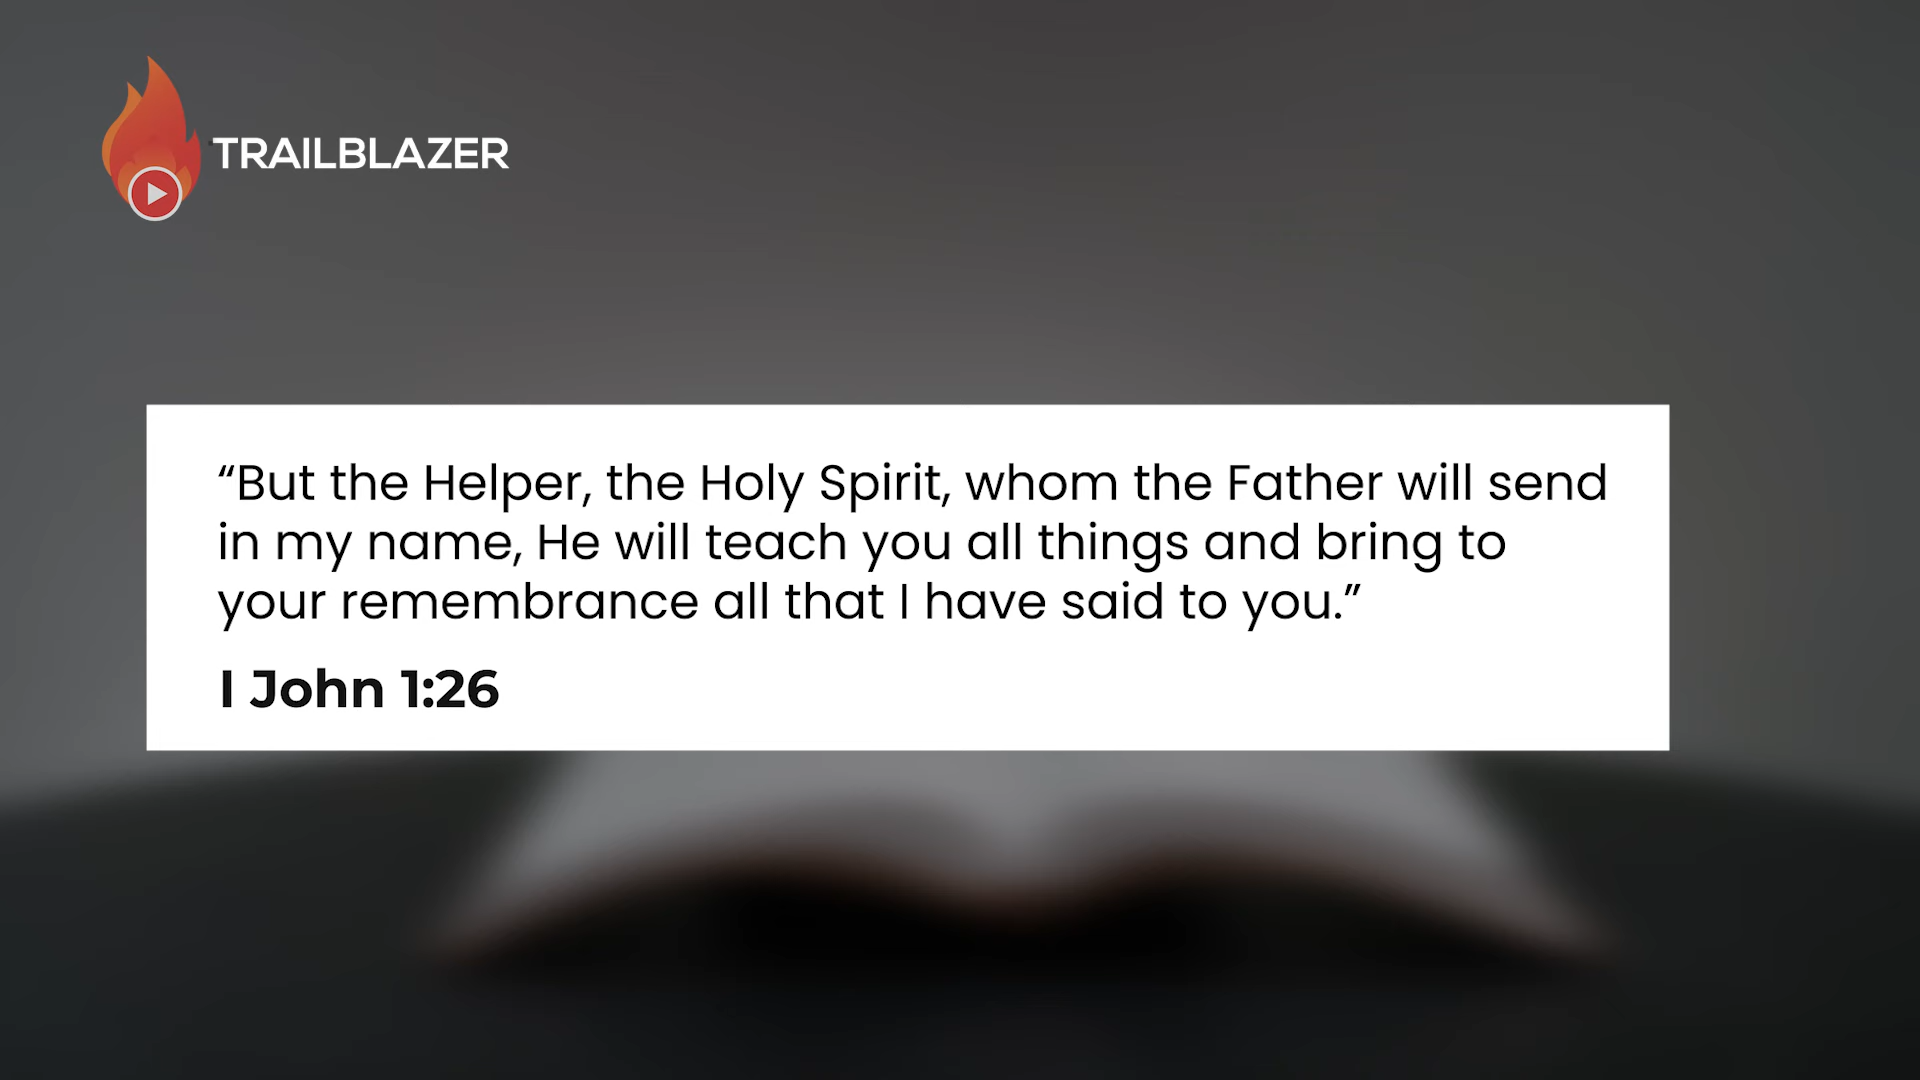 TRAILBLAZER
“But the Helper, the Holy Spirit, whom the Father will send
in my name, He will teach you all things and bring to
your remembrance all that I have said to you.”
I John 1:26